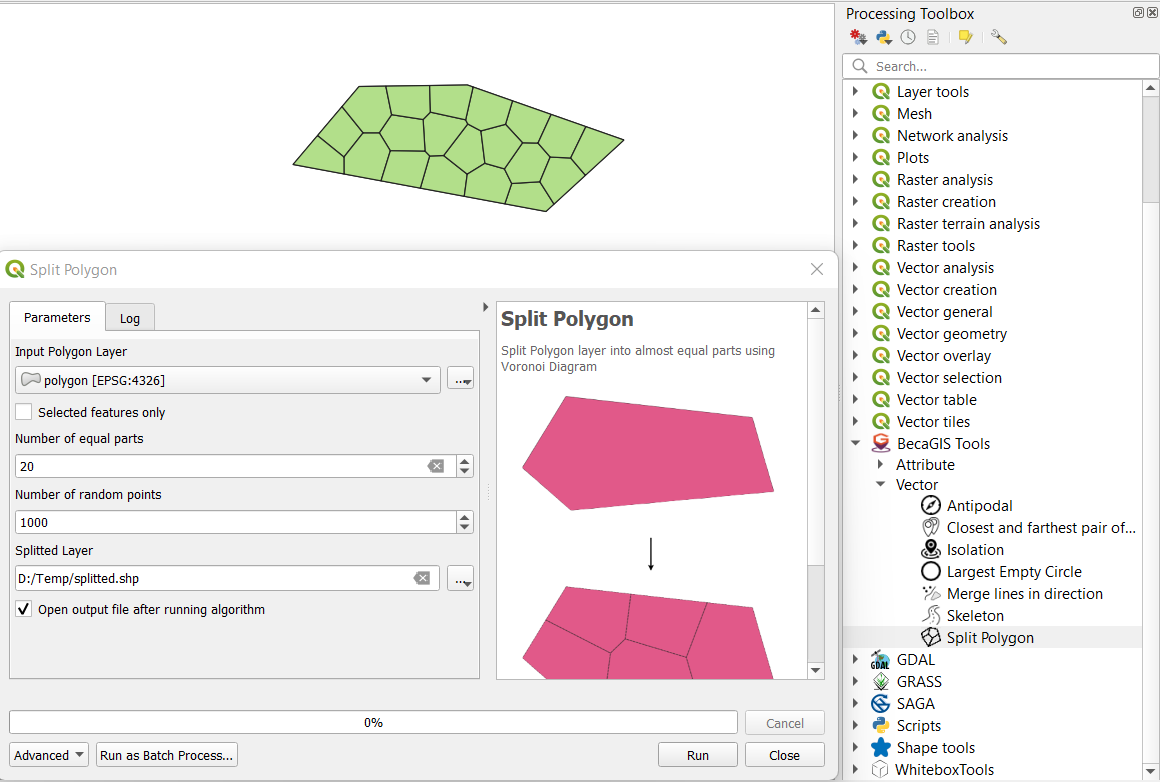 Processing Toolbox
Search...
Layer tools
Mesh
Network analysis
Plots
Raster analysis
Raster creation
Raster terrain analysis
Raster tools
Vector analysis
Vector creation
Vector general
Vector geometry
Vector overlay
Vector selection
Vector table
Vector tiles
BecaGIS Tools
Attribute
Vector
Antipodal
Closest and farthest pair of...
Isolation
Largest Empty Circle
Merge lines in direction
Skeleton
Split Polygon
GDAL
GDAL
GRASS
SAGA
Scripts
Shape tools
WhiteboxTools
Split Polygon
Parameters
Log
Input Polygon Layer
polygon [EPSG:4326]
...
Selected features only
Number of equal parts
20
Number of random points
1000
Splitted Layer
D:/Temp/splitted.shp
...
Open output file after running algorithm
Split Polygon
Split Polygon layer into almost equal parts using
Voronoi Diagram
0%
Cancel
Advanced
Run as Batch Process...
Run
Close